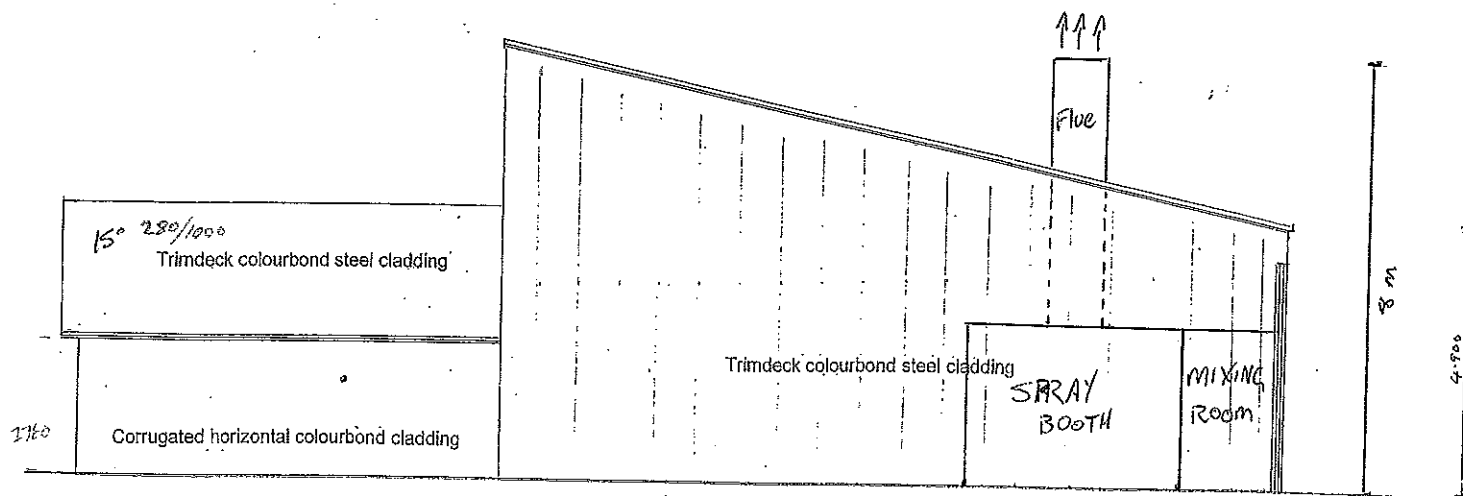 Flue
15° 280/1000
Trimdeck colourbond steel cladding
8 m
4.900
Trimdeck colourbond steel cladding
SPRAY
BOOTH
MIXING
ROOM
Corrugated horizontal colourbond cladding